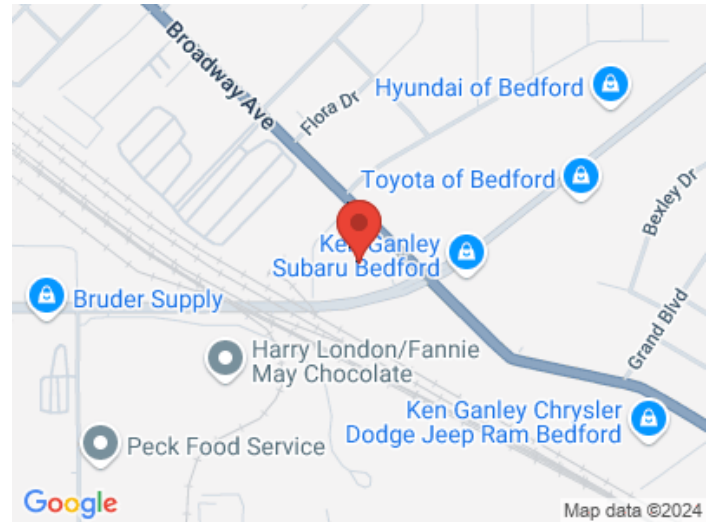 Broadway Ave
Flora Dr
Hyundai of Bedford
Toyota of Bedford
Bexley Dr
Ken Ganley
Subaru Bedford
Bruder Supply
Harry London/Fannie
May Chocolate
Grand Blvd
Ken Ganley Chrysler
Dodge Jeep Ram Bedford
Peck Food Service
Google
Map data ©2024